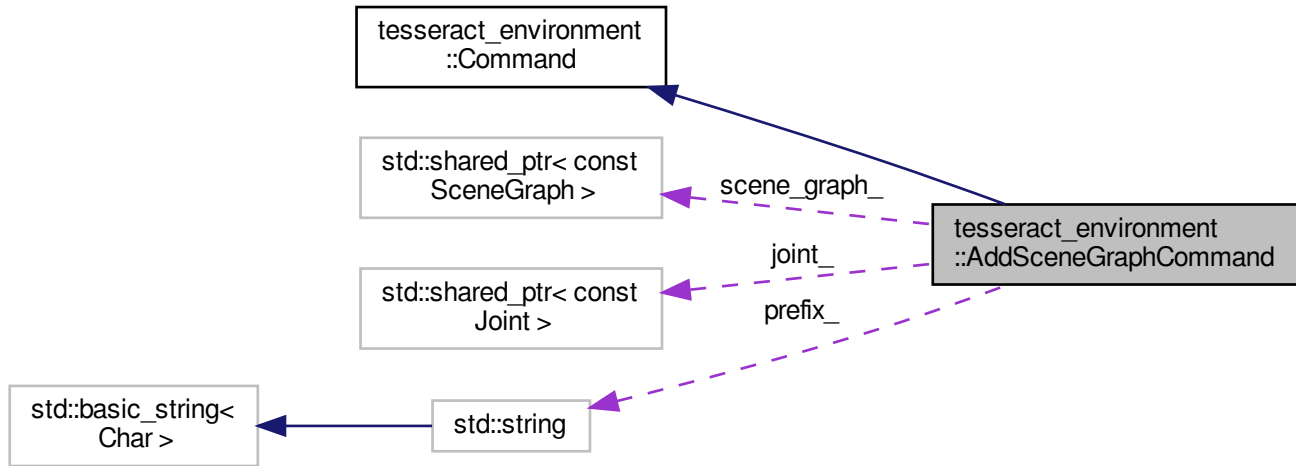 tesseract_environment
::Command
std::shared_ptr< const
SceneGraph >
scene_graph_
tesseract_environment
::AddSceneGraphCommand
joint_
std::shared_ptr< const
Joint >
prefix_
std::basic_string<
Char >
std::string